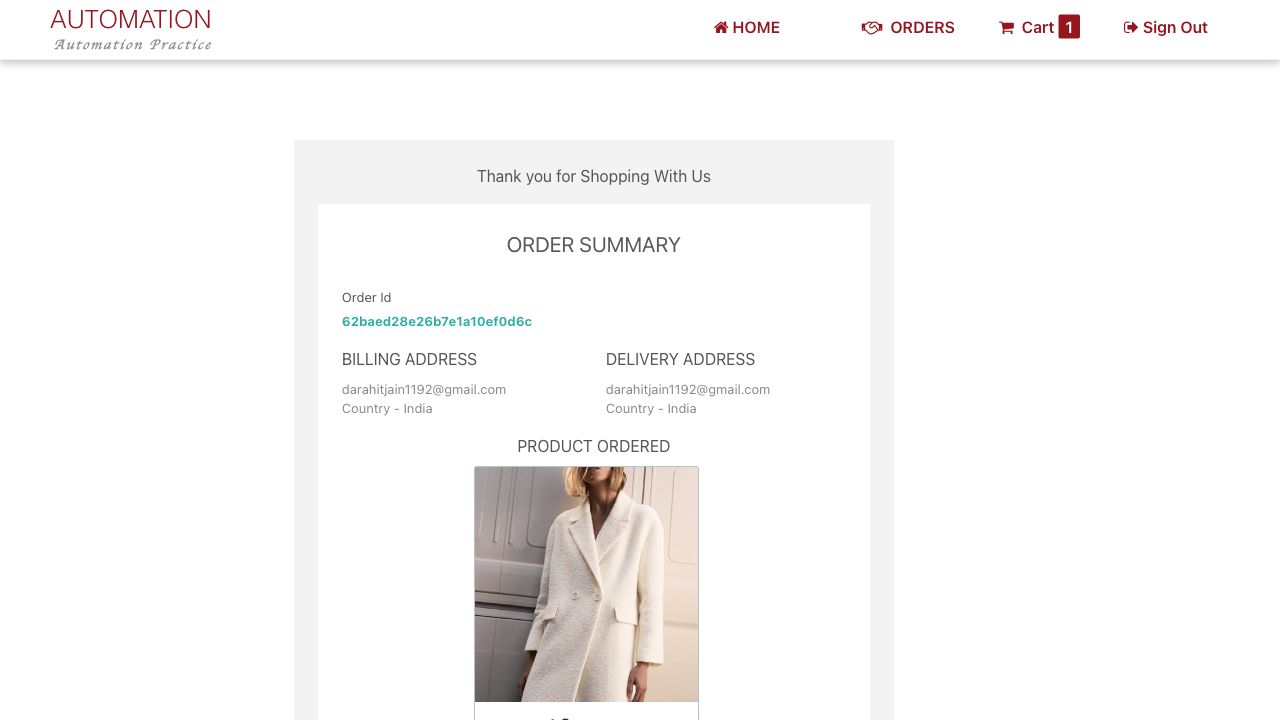 AUTOMATION
Automation Practice
HOME
ORDERS
Cart 1
Sign Out
Thank you for Shopping With Us
ORDER SUMMARY
Order Id
62baed28e26b7e1a10ef0d6c
BILLING ADDRESS
darahitjain1192@gmail.com
Country - India
DELIVERY ADDRESS
darahitjain1192@gmail.com
Country - India
PRODUCT ORDERED